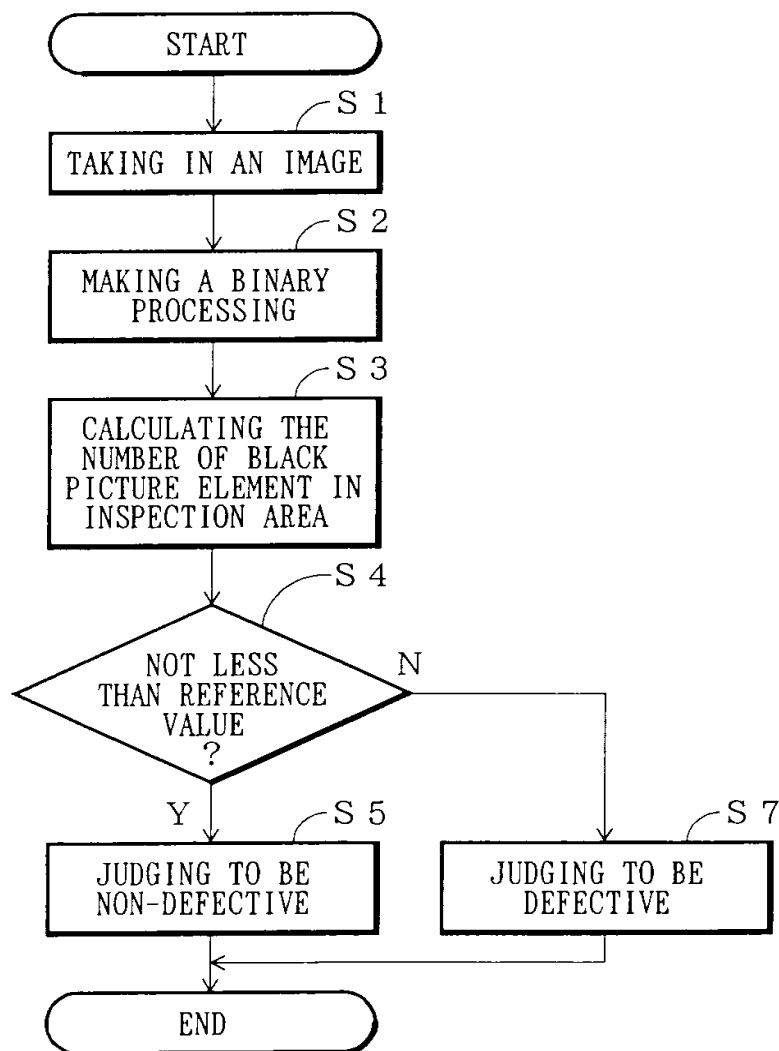 START
S 1
TAKING IN AN IMAGE
S 2
MAKING A BINARY
PROCESSING
S 3
CALCULATING THE
NUMBER OF BLACK
PICTURE ELEMENT IN
INSPECTION AREA
S 4
NOT LESS
THAN REFERENCE
VALUE
?
N
Y
S 5
JUDGING TO BE
NON-DEFECTIVE
S 7
JUDGING TO BE
DEFECTIVE
END